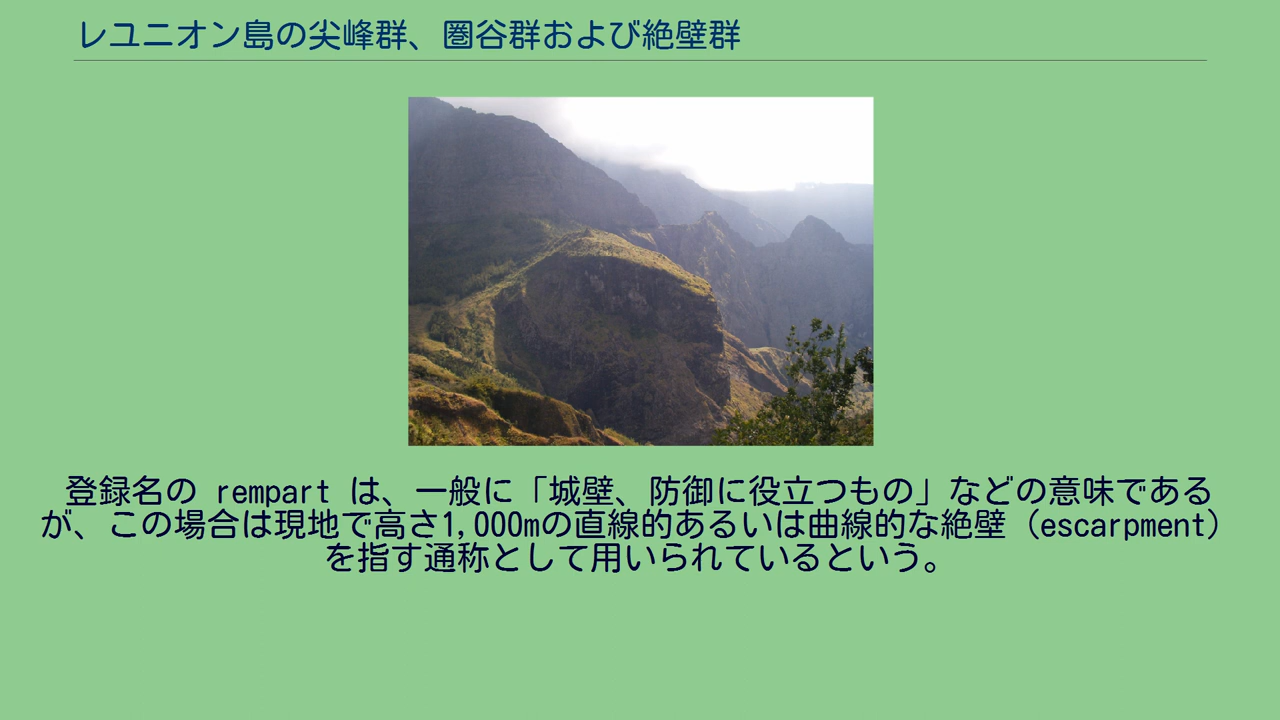 レユニオン島の尖峰群、圏谷群および絶壁群
登録名の rempart は、一般に「城壁、防御に役立つもの」などの意味である
が、この場合は現地で高さ1,000mの直線的あるいは曲線的な絶壁（escarpment）
を指す通称として用いられているという。